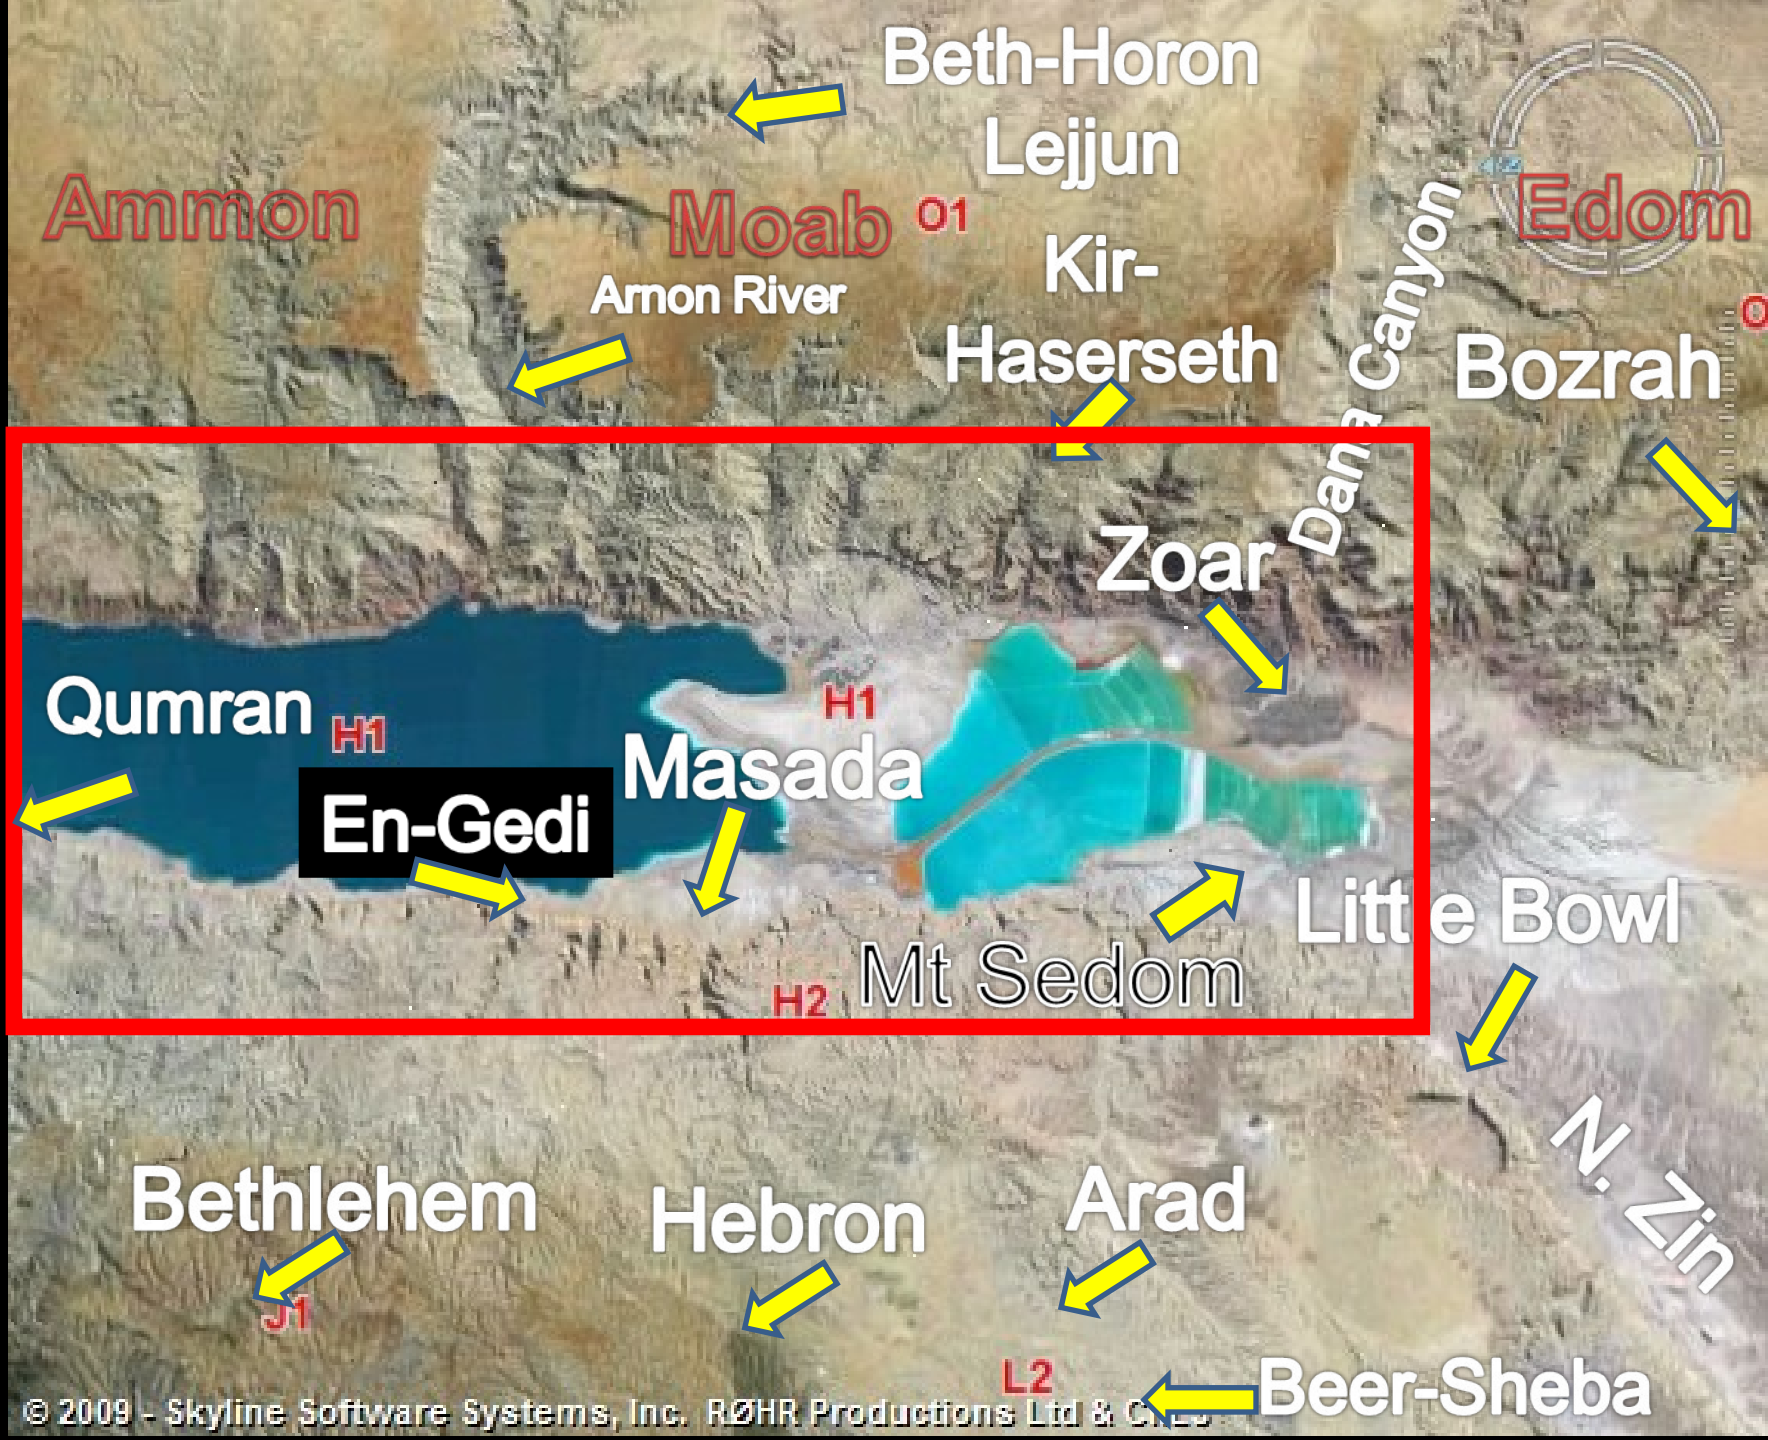 Beth-Horon
Lejjun
Ammon
Moab
O1
Edom
Arnon River
Kir-
Haserseth
Dana Canyon
Bozrah
Zoar
Qumran
H1
H1
Masada
En-Gedi
Little Bowl
Mt Sedom
H2
N. Zin
Bethlehem
Hebron
Arad
J1
L2
Beer-Sheba
© 2009 - Skyline Software Systems, Inc. RØHR Productions Ltd &